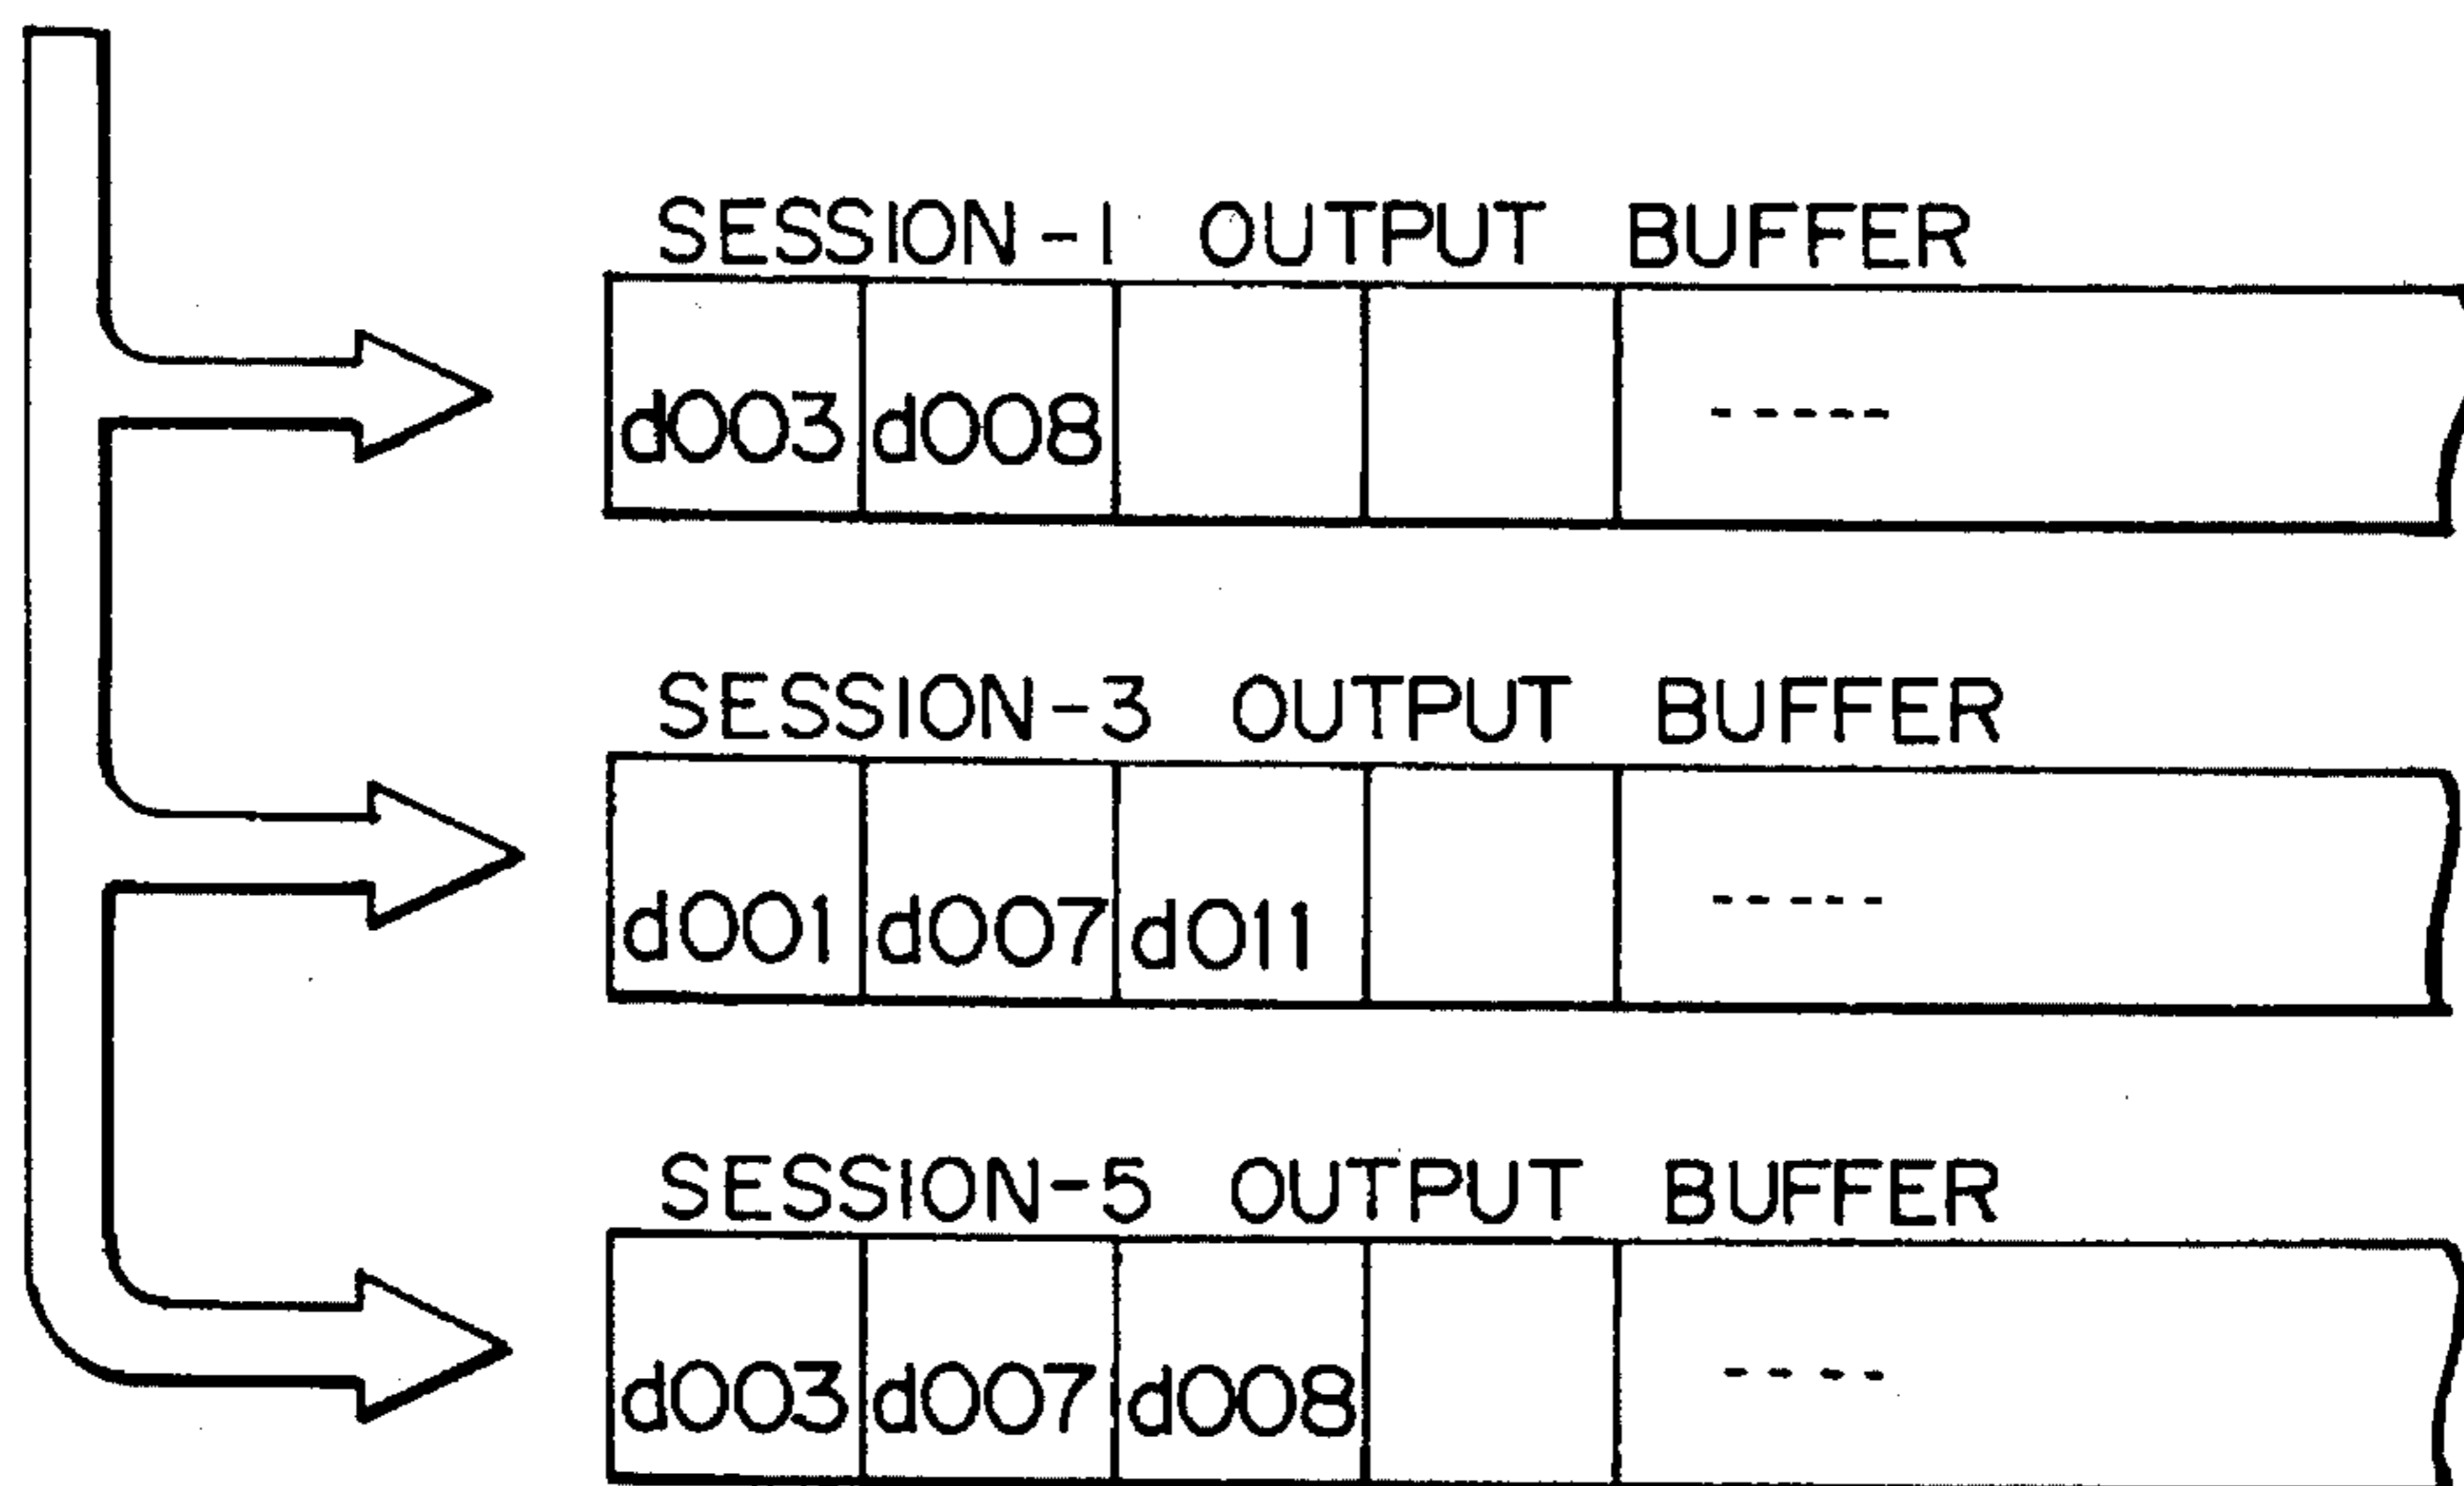 SESSION-1 OUTPUT BUFFER
d003 d008
-----
SESSION-3 OUTPUT BUFFER
d001 d007 d011
-----
SESSION-5 OUTPUT BUFFER
d003 d007 d008
----